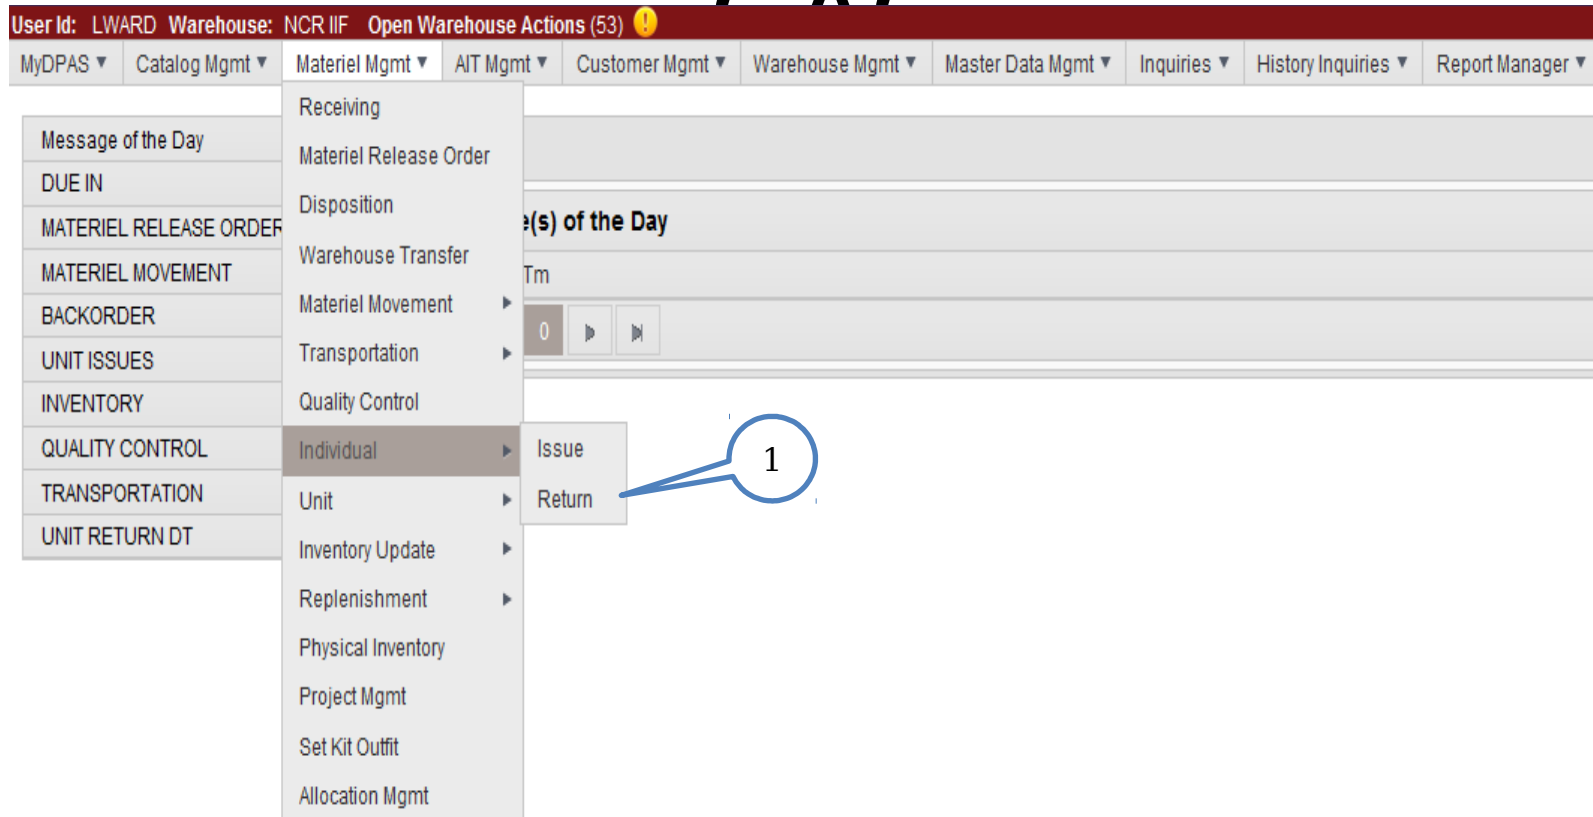 User Id: LWARD Warehouse: NCR IIF Open Warehouse Actions (53)
MyDPAS Catalog Mgmt Materiel Mgmt AIT Mgmt Customer Mgmt Warehouse Mgmt Master Data Mgmt Inquiries History Inquiries Report Manager
Message of the Day
DUE IN
MATERIEL RELEASE ORDER
MATERIEL MOVEMENT
BACKORDER
UNIT ISSUES
INVENTORY
QUALITY CONTROL
TRANSPORTATION
UNIT RETURN DT
Receiving
Materiel Release Order
Disposition
Warehouse Transfer
Materiel Movement
Transportation
Quality Control
Individual
Unit
Inventory Update
Replenishment
Physical Inventory
Project Mgmt
Set Kit Outfit
Allocation Mgmt
Issue
Return
e(s) of the Day
Tm
0
1